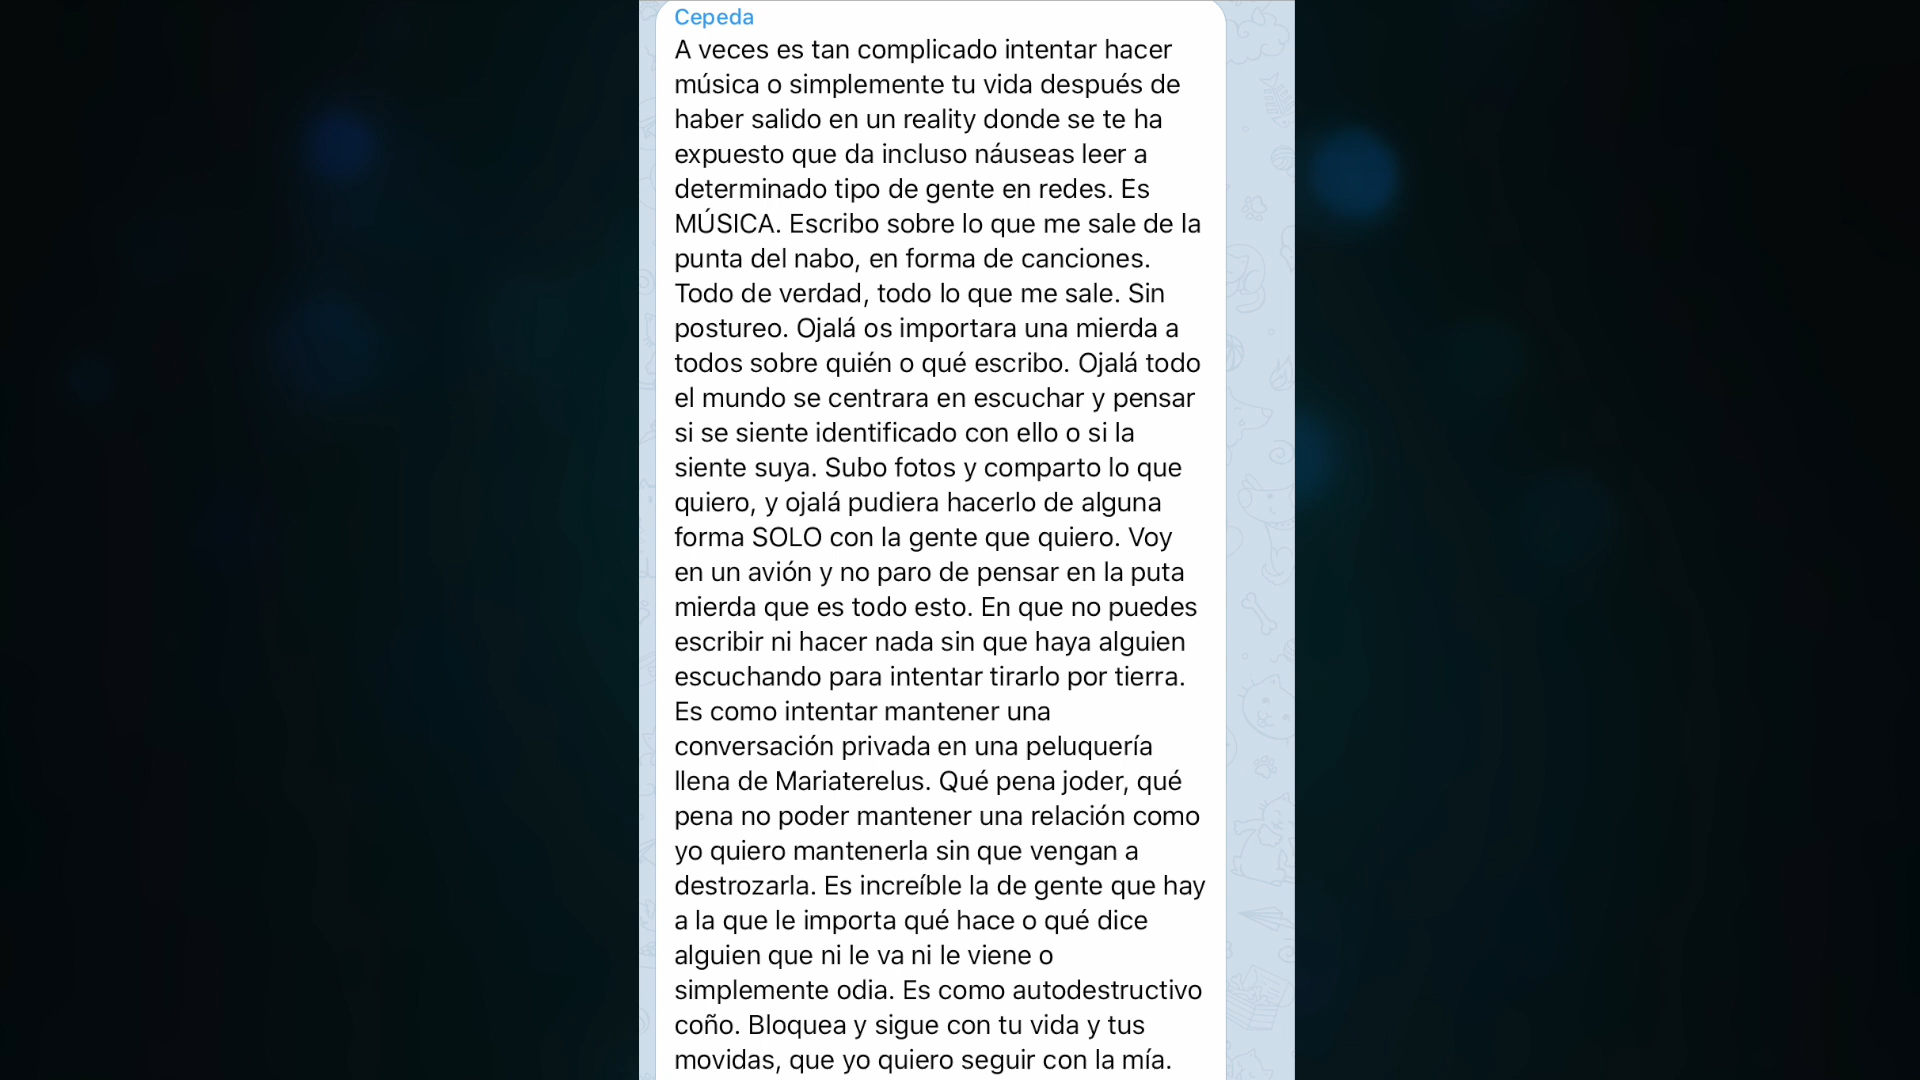 Cepeda
A veces es tan complicado intentar hacer
música o simplemente tu vida después de
haber salido en un reality donde se te ha
expuesto que da incluso náuseas leer a
determinado tipo de gente en redes. Es
MÚSICA. Escribo sobre lo que me sale de la
punta del nabo, en forma de canciones.
Todo de verdad, todo lo que me sale. Sin
postureo. Ojalá os importara una mierda a
todos sobre quién o qué escribo. Ojalá todo
el mundo se centrara en escuchar y pensar
si se siente identificado con ello o si la
siente suya. Subo fotos y comparto lo que
quiero, y ojalá pudiera hacerlo de alguna
forma SOLO con la gente que quiero. Voy
en un avión y no paro de pensar en la puta
mierda que es todo esto. En que no puedes
escribir ni hacer nada sin que haya alguien
escuchando para intentar tirarlo por tierra.
Es como intentar mantener una
conversación privada en una peluquería
llena de Mariaterelus. Qué pena joder, qué
pena no poder mantener una relación como
yo quiero mantenerla sin que vengan a
destrozarla. Es increíble la de gente que hay
a la que le importa qué hace o qué dice
alguien que ni le va ni le viene o
simplemente odia. Es como autodestructivo
coño. Bloquea y sigue con tu vida y tus
movidas, que yo quiero seguir con la mía.